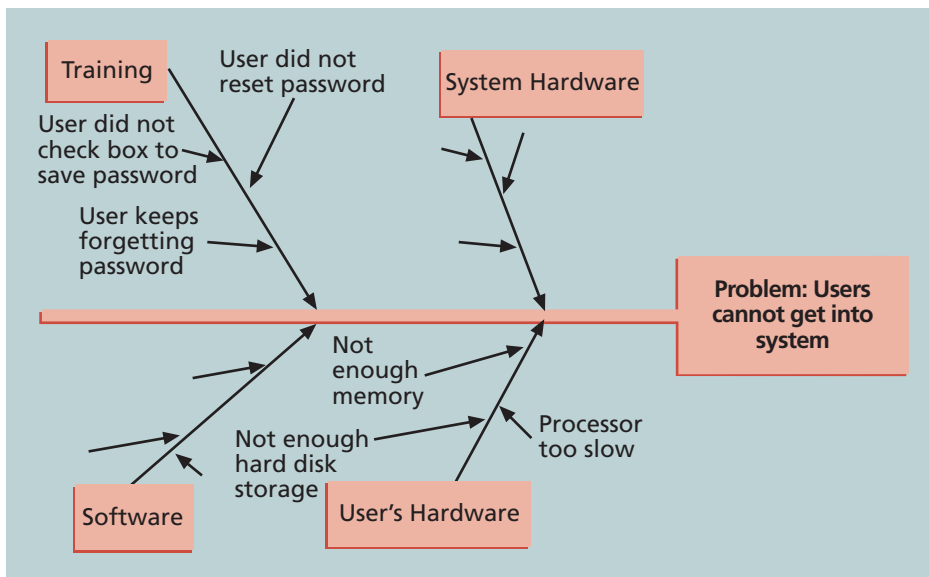 Training
User did not
reset password
System Hardware
User did not
check box to
save password
User keeps
forgetting
password
Problem: Users
cannot get into
system
Not
enough
memory
Not enough
hard disk
storage
Processor
too slow
Software
User's Hardware